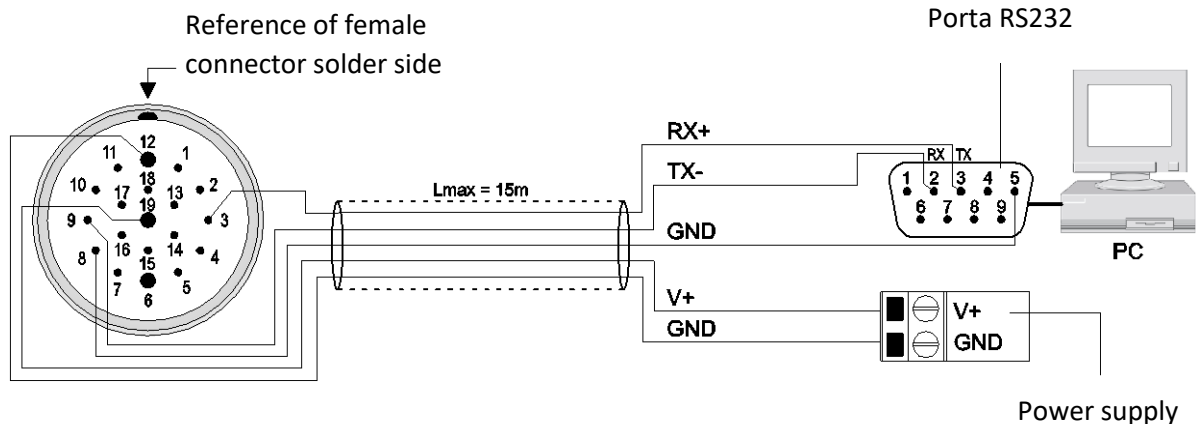 Reference of female
connector solder side
Porta RS232
12
11 1
18
10 17 13 2
19
9 3
16 14
8 15 4
7 5
6
Lmax = 15m
RX+
TX-
GND
V+
GND
RX TX
1 2 3 4 5
6 7 8 9
PC
V+
GND
Power supply